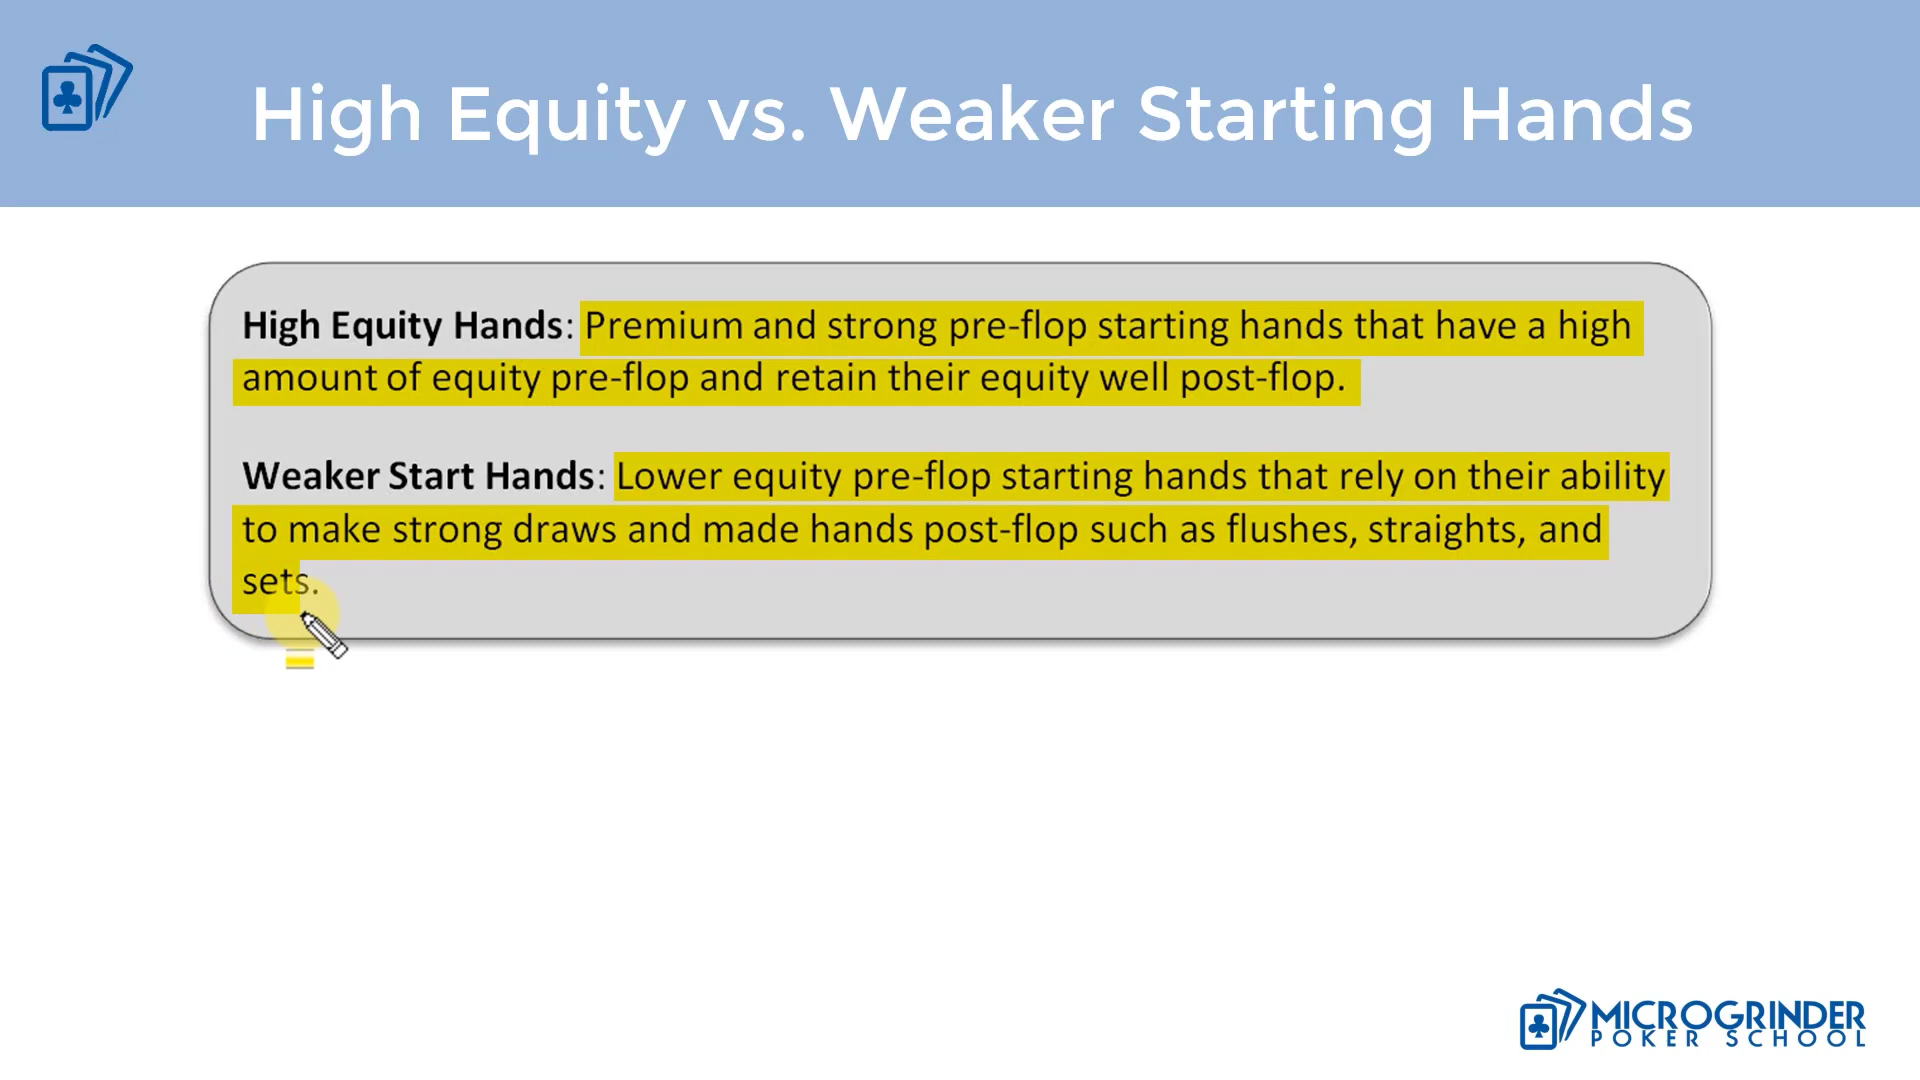 High Equity vs. Weaker Starting Hands
High Equity Hands: Premium and strong pre-flop starting hands that have a high
amount of equity pre-flop and retain their equity well post-flop.
Weaker Start Hands: Lower equity pre-flop starting hands that rely on their ability
to make strong draws and made hands post-flop such as flushes, straights, and
sets.
MICROGRINDER
POKER SCHOOL